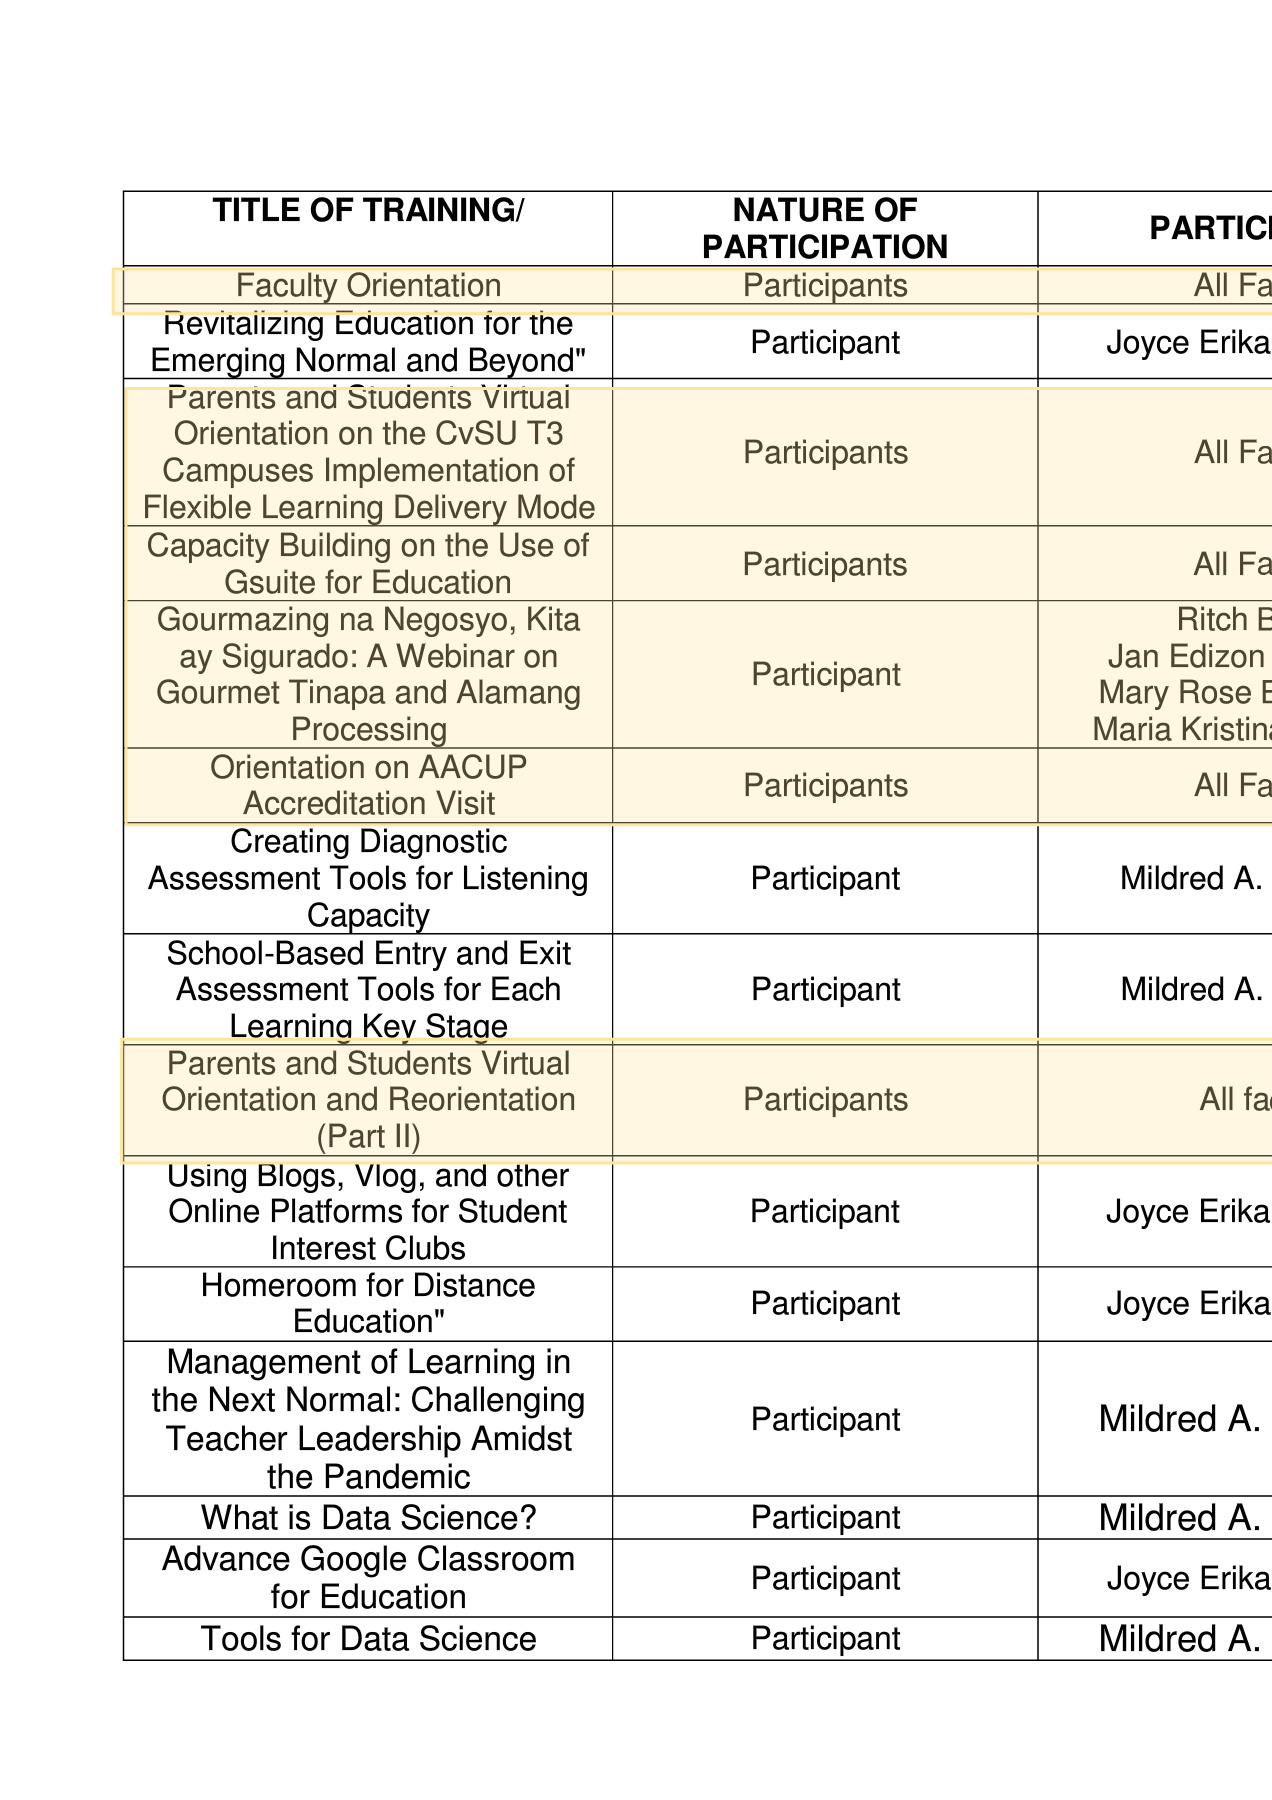 TITLE OF TRAINING/
NATURE OF
PARTICIPATION
Faculty Orientation
Participants
All
Revitalizing Education for the
Emerging Normal and Beyond"
Participant
Joyce Erika
Parents and Students Virtual
Orientation on the CvSU T3
Campuses Implementation of
Flexible Learning Delivery Mode
Participants
All
Capacity Building on the Use of
Gsuite for Education
Participants
All
Gourmazing na Negosyo, Kita
ay Sigurado: A Webinar on
Gourmet Tinapa and Alamang
Processing
Participant
Ritch
Jan Edizon
Mary Rose
Maria
Orientation on AACUP
Accreditation Visit
Participants
All
Creating Diagnostic
Assessment Tools for Listening
Capacity
Participant
Mildred A.
School-Based Entry and Exit
Assessment Tools for Each
Learning Key Stage
Participant
Mildred A.
Parents and Students Virtual
Orientation and Reorientation
(Part II)
Participants
All
Using Blogs, Vlog, and other
Online Platforms for Student
Interest Clubs
Participant
Joyce Erika
Homeroom for Distance
Education"
Participant
Joyce Erika
Management of Learning in
the Next Normal: Challenging
Teacher Leadership Amidst
the Pandemic
Participant
Mildred A.
What is Data Science?
Participant
Mildred A.
Advance Google Classroom
for Education
Participant
Joyce Erika
Tools for Data Science
Participant
Mildred A.